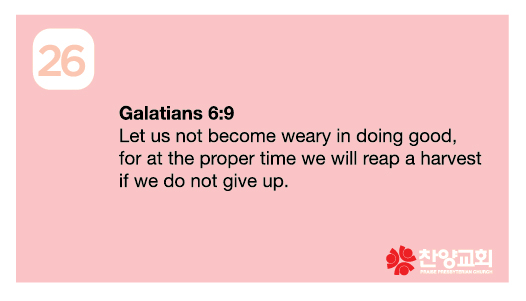 26
Galatians 6:9
Let us not become weary in doing good,
for at the proper time we will reap a harvest
if we do not give up.
찬양교회
PRAISE PRESBYTERIAN CHURCH